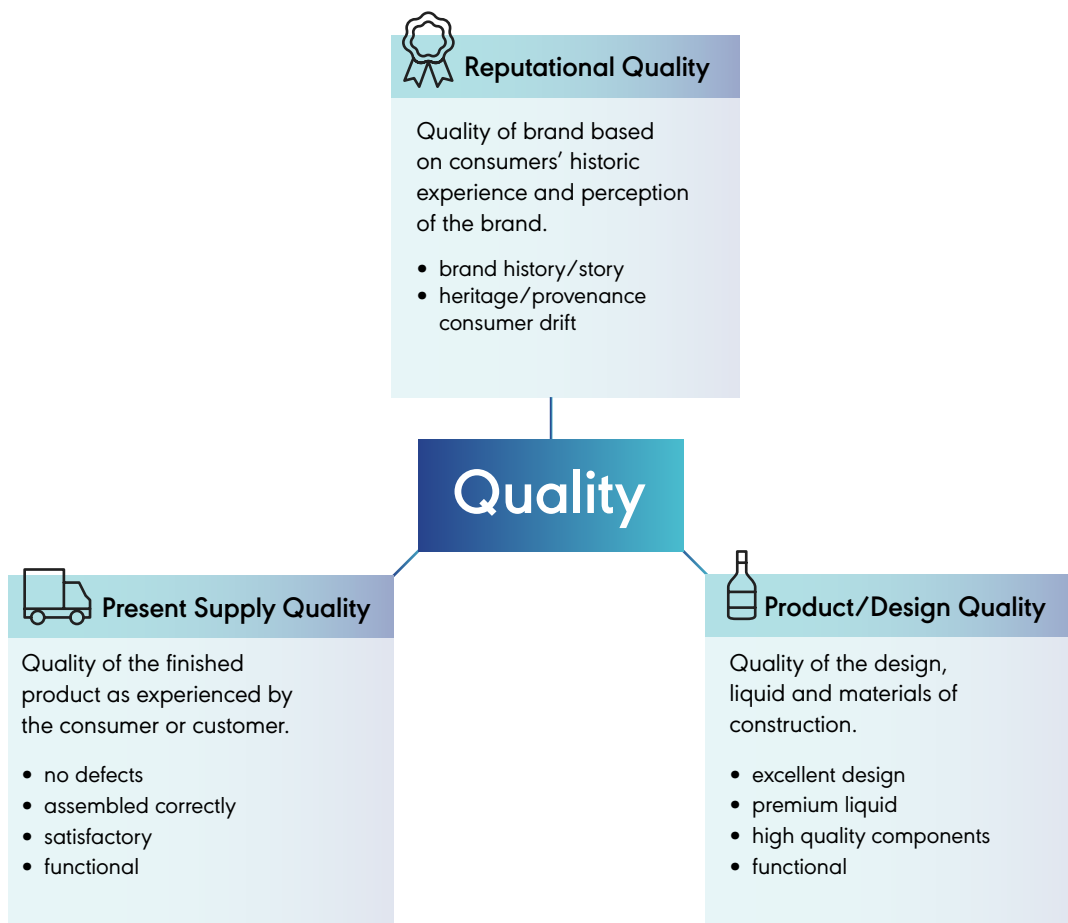 Reputational Quality
Quality of brand based
on consumers’ historic
experience and perception
of the brand.
• brand history/story
• heritage/provenance
consumer drift
Quality
Present Supply Quality
Quality of the finished
product as experienced by
the consumer or customer.
• no defects
• assembled correctly
• satisfactory
• functional
Product/Design Quality
Quality of the design,
liquid and materials of
construction.
• excellent design
• premium liquid
• high quality components
• functional